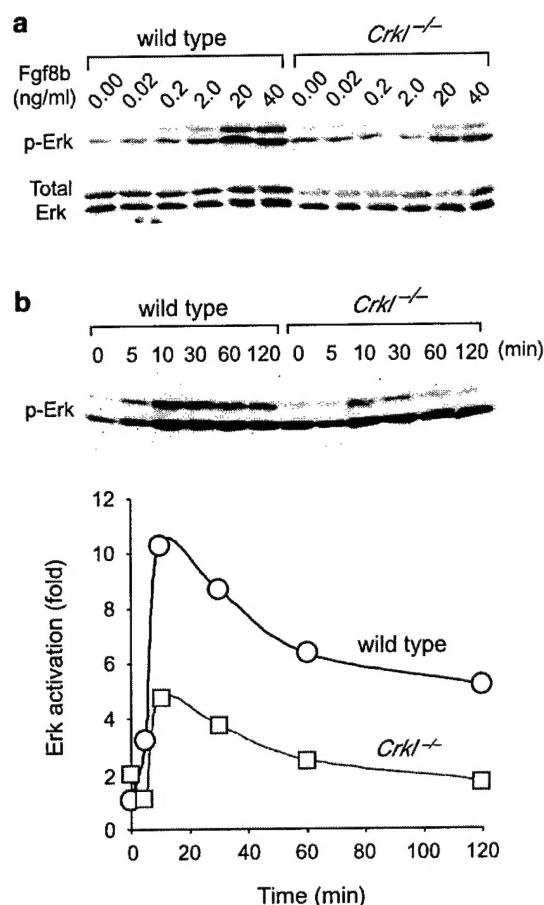 a
wild type Crkl−/−
Fgf8b
(ng/ml)
0.00 0.02 0.2 2.0 20 40 0.00 0.02 0.2 2.0 20 40
p-Erk
Total
Erk
b
wild type Crkl−/−
0 5 10 30 60 120 0 5 10 30 60 120 (min)
p-Erk
12
10
8
6
4
2
0
Erk activation (fold)
wild type
Crkl−/−
0 20 40 60 80 100 120
Time (min)